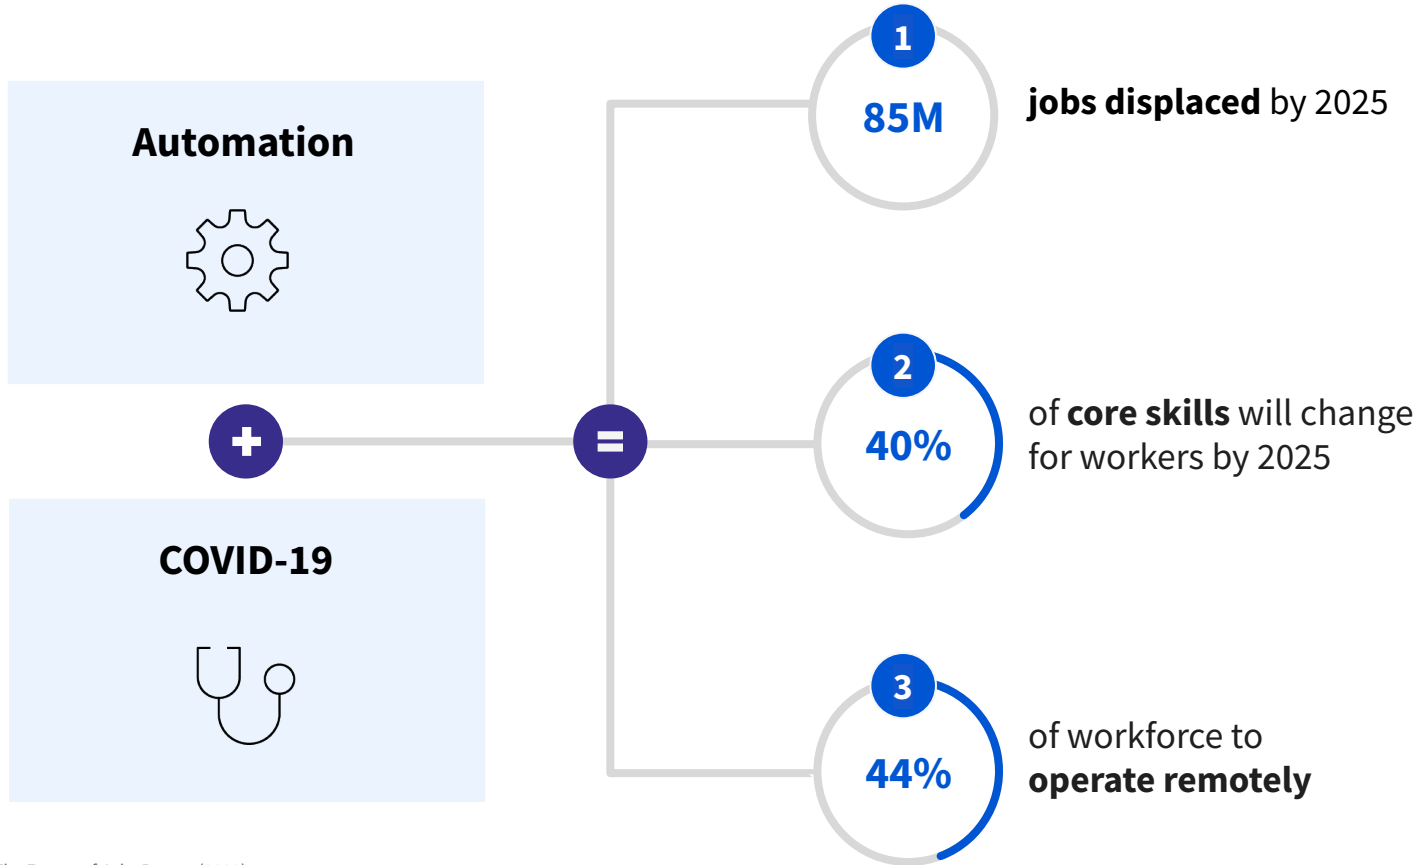 Automation
+
COVID-19
=
1
85M
jobs displaced by 2025
2
40%
of core skills will change
for workers by 2025
3
44%
of workforce to
operate remotely